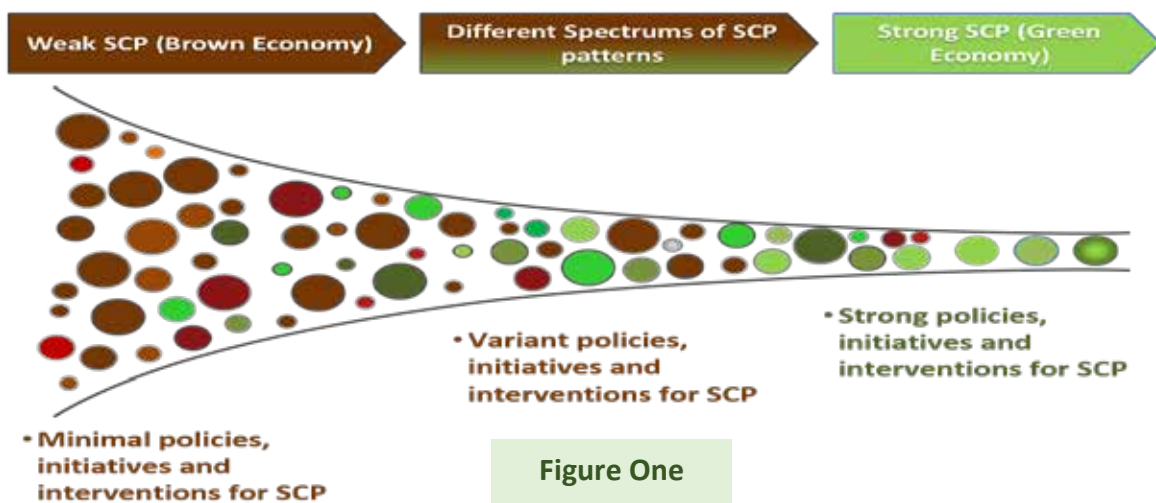 Weak SCP (Brown Economy)
Different Spectrums of SCP
patterns
Strong SCP (Green
Economy)
• Strong policies,
initiatives and
interventions for SCP
• Variant policies,
initiatives and
interventions for SCP
• Minimal policies,
initiatives and
interventions for SCP
Figure One